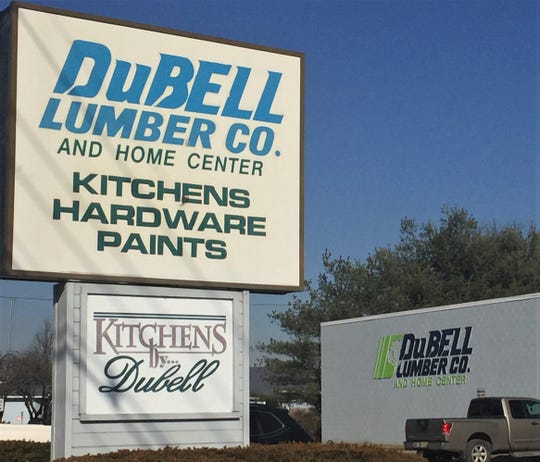 DuBELL
LUMBER CO.
AND HOME CENTER
KITCHENS
HARDWARE
PAINTS
KITCHENS
by...
Dubell
DuBELL
LUMBER CO.
AND HOME CENTER